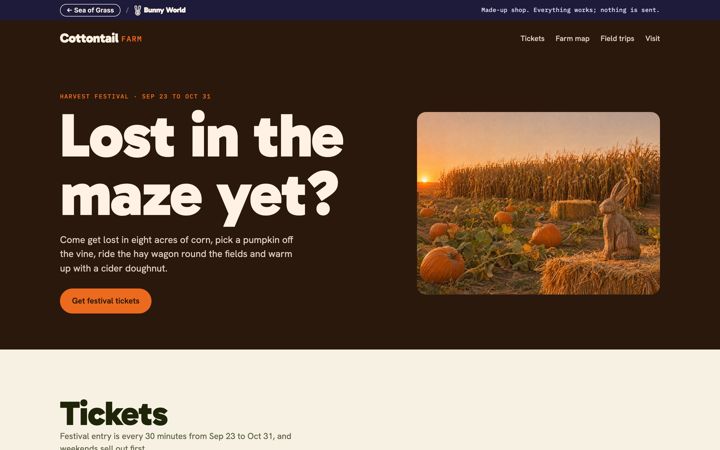 ← Sea of Grass / Bunny World
Made-up shop. Everything works; nothing is sent.
Cottontail FARM
Tickets Farm map Field trips Visit
HARVEST FESTIVAL · SEP 23 TO OCT 31
Lost in the
maze yet?
Come get lost in eight acres of corn, pick a pumpkin off
the vine, ride the hay wagon round the fields and warm
up with a cider doughnut.
Get festival tickets
Tickets
Festival entry is every 30 minutes from Sep 23 to Oct 31, and
weekends sell out first.